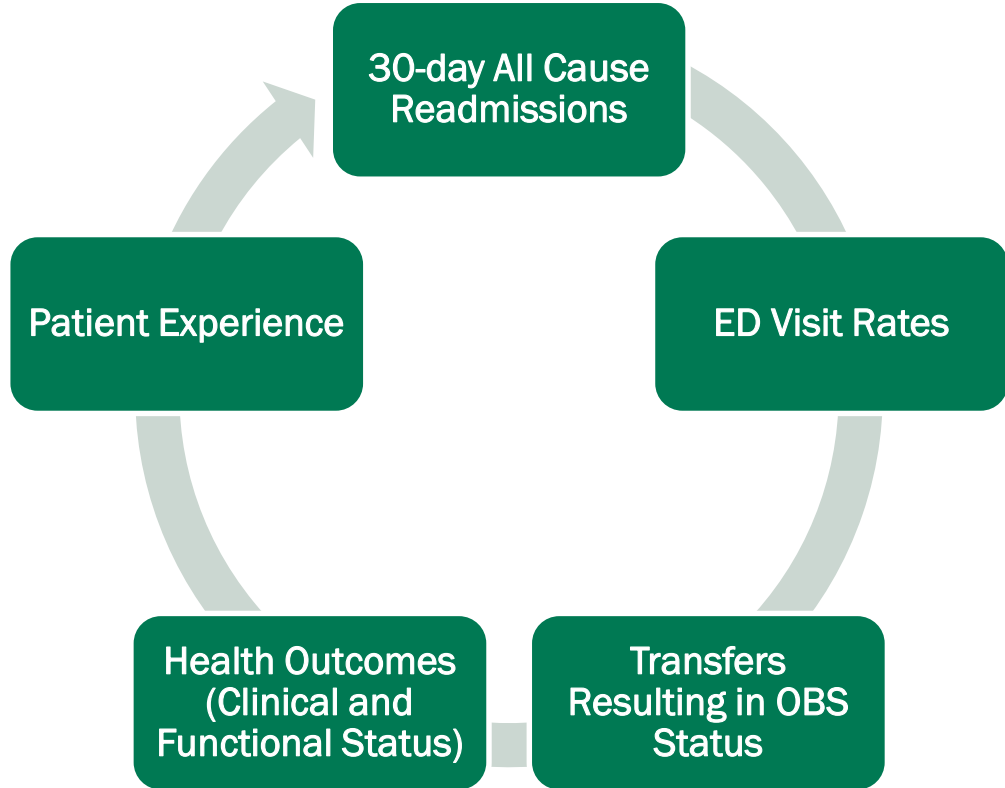 30-day All Cause
Readmissions
Patient Experience
ED Visit Rates
Health Outcomes
(Clinical and
Functional Status)
Transfers
Resulting in OBS
Status